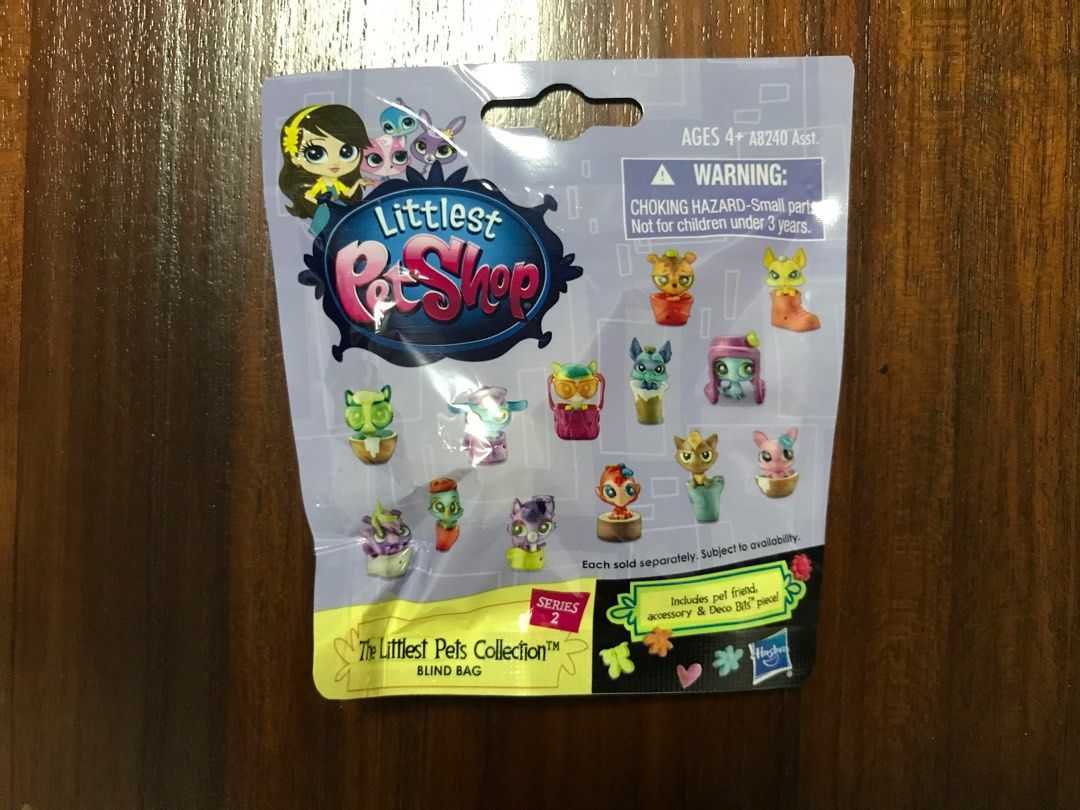 AGES 4+ A8240 Asst.
WARNING:
CHOKING HAZARD-Small parts
Not for children under 3 years.
Littlest
PetShop®
Each sold separately. Subject to availability.
SERIES
2
The Littlest Pets Collection™
BLIND BAG
Includes pet friend,
accessory & Deco Bits™ piece!
Hasbro®